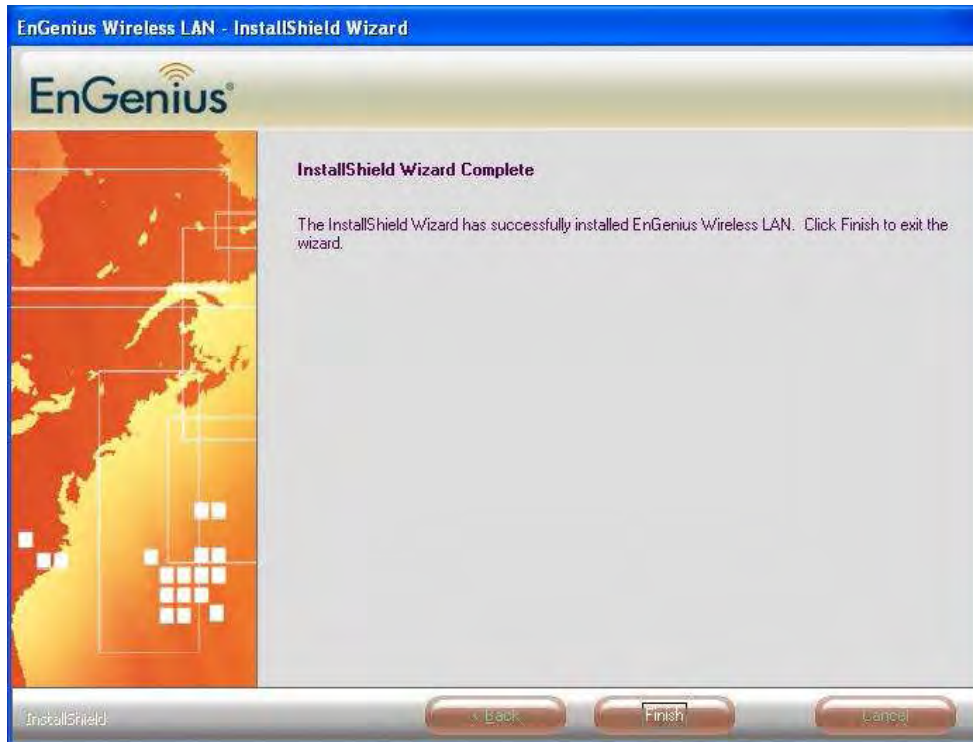 EnGenius Wireless LAN - InstallShield Wizard
EnGenius®
InstallShield Wizard Complete
The InstallShield Wizard has successfully installed EnGenius Wireless LAN. Click Finish to exit the
wizard.
InstallShield
< Back
Finish
Cancel